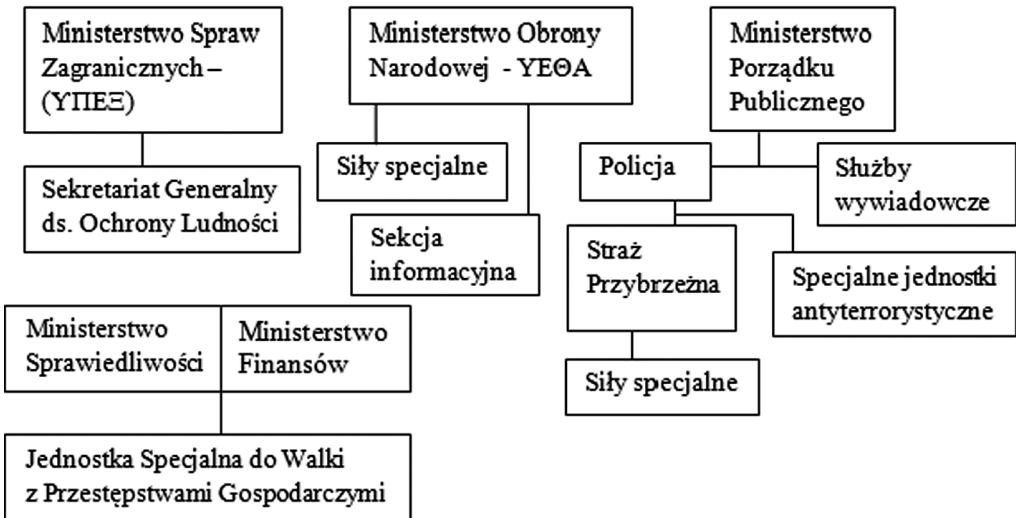 Ministerstwo Spraw
Zagranicznych –
(ΥΠΕΞ)
Sekretariat Generalny
ds. Ochrony Ludności
Ministerstwo Obrony
Narodowej - ΥΕΘΑ
Siły specjalne
Sekcja
informacyjna
Ministerstwo
Porządku
Publicznego
Policja
Służby
wywiadowcze
Straż
Przybrzeżna
Specjalne jednostki
antyterrorystyczne
Siły specjalne
Ministerstwo
Sprawiedliwości
Ministerstwo
Finansów
Jednostka Specjalna do Walki
z Przestępstwami Gospodarczymi